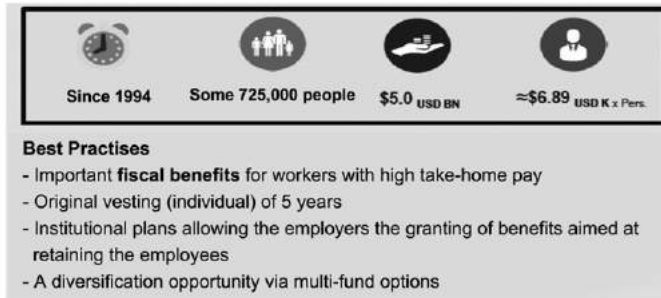 Since 1994
Some 725,000 people
$5.0 USD BN
≈$6.89 USD K x Pers.
Best Practises
- Important fiscal benefits for workers with high take-home pay
- Original vesting (individual) of 5 years
- Institutional plans allowing the employers the granting of benefits aimed at
retaining the employees
- A diversification opportunity via multi-fund options